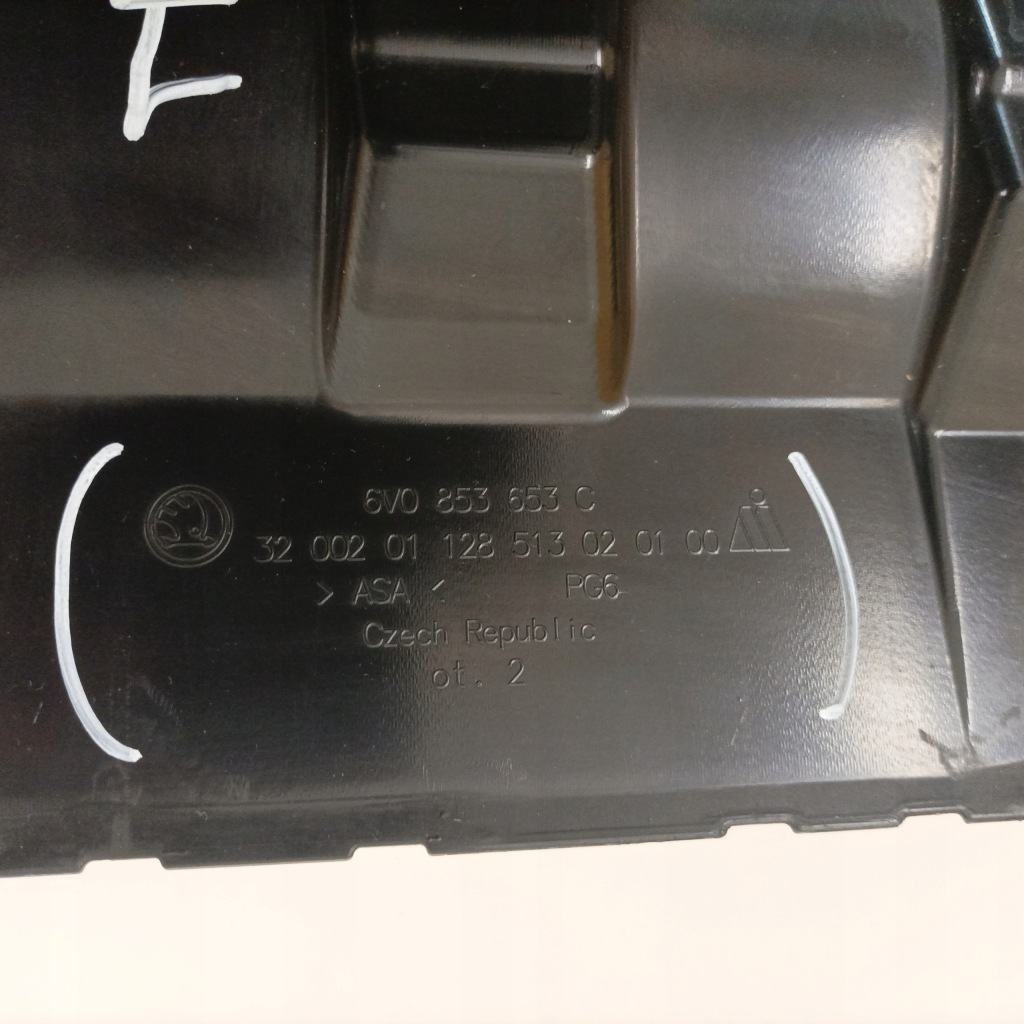 6V0 853 653 C
32 002 01 128 513 02 01 00
> ASA < PG6
Czech Republic
ot. 2